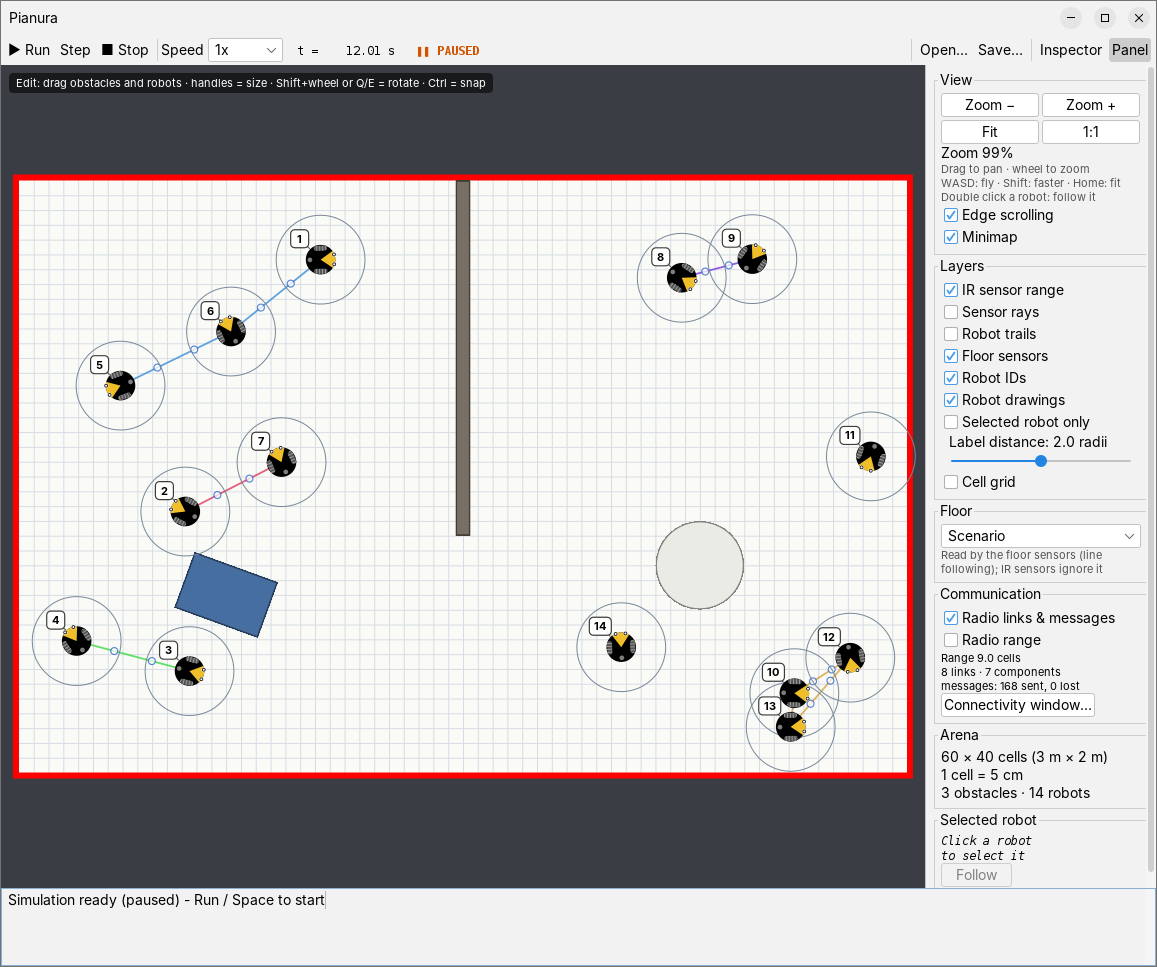 Pianura
Run Step Stop Speed 1x t = 12.01 s PAUSED Open... Save... Inspector Panel
Edit: drag obstacles and robots · handles = size · Shift+wheel or Q/E = rotate · Ctrl = snap
1
9
8
6
5
11
7
2
4
14
12
3
10
13
View
Zoom − Zoom +
Fit 1:1
Zoom 99%
Drag to pan · wheel to zoom
WASD: fly · Shift: faster · Home: fit
Double click a robot: follow it
Edge scrolling
Minimap
Layers
IR sensor range
Sensor rays
Robot trails
Floor sensors
Robot IDs
Robot drawings
Selected robot only
Label distance: 2.0 radii
Cell grid
Floor
Scenario
Read by the floor sensors (line
following); IR sensors ignore it
Communication
Radio links & messages
Radio range
Range 9.0 cells
8 links · 7 components
messages: 168 sent, 0 lost
Connectivity window...
Arena
60 × 40 cells (3 m × 2 m)
1 cell = 5 cm
3 obstacles · 14 robots
Selected robot
Click a robot
to select it
Follow
Simulation ready (paused) - Run / Space to start